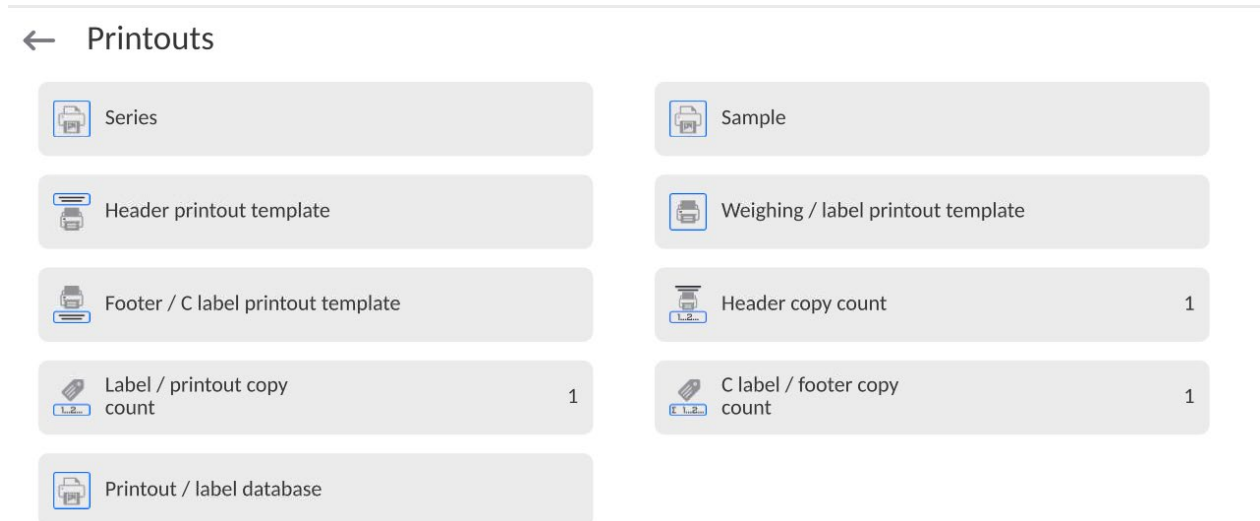 Printouts
Series
Sample
Header printout template
Weighing / label printout template
Footer / C label printout template
Header copy count 1
Label / printout copy
count 1
C label / footer copy
count 1
Printout / label database